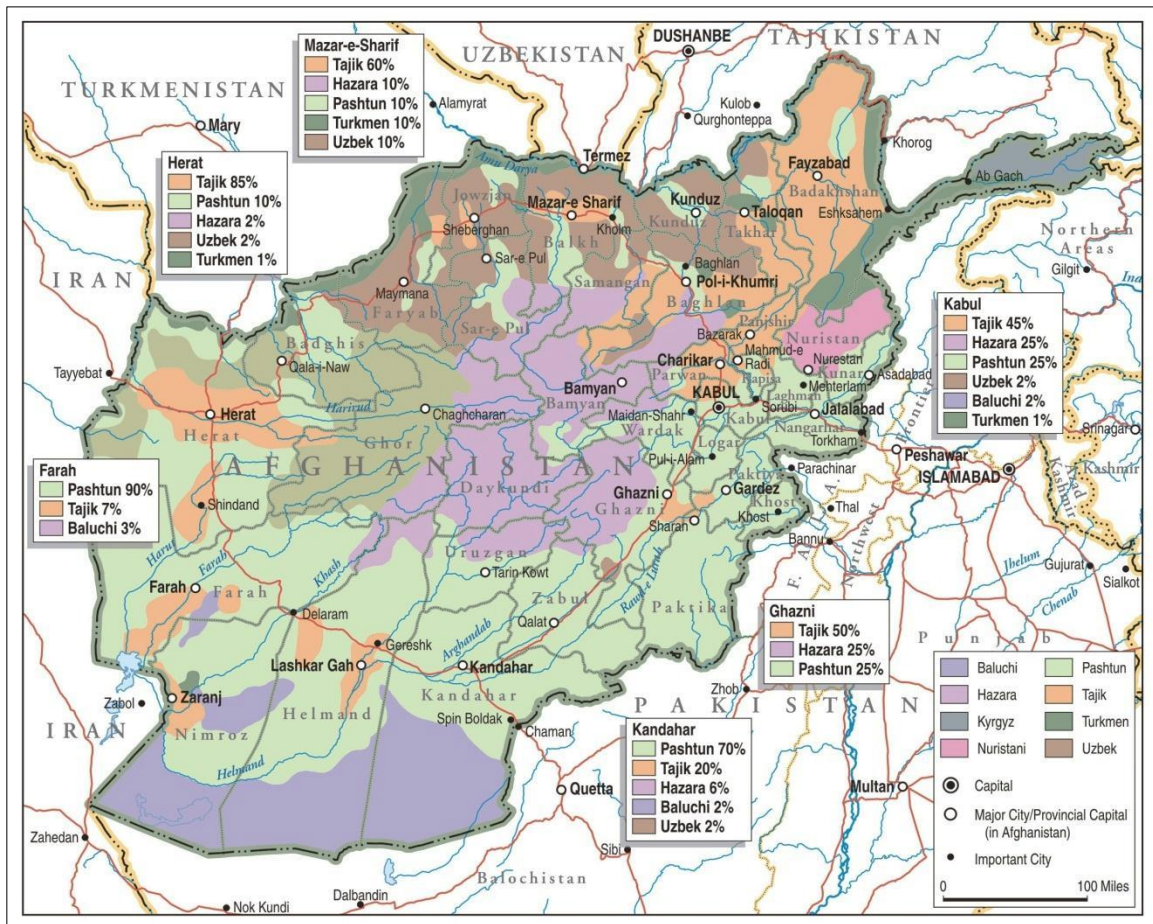 DUSHANBE
TAJIKISTAN
UZBEKISTAN
TURKMENISTAN
Mazar-e-Sharif
Tajik 60%
Hazara 10%
Pashtun 10%
Turkmen 10%
Uzbek 10%
Alamyrat
Kulob
Qurghonteppa
Mary
Khorog
Termez
Herat
Tajik 85%
Pashtun 10%
Hazara 2%
Uzbek 2%
Turkmen 1%
Amu Darya
Fayzabad
Badakhshan
Ab Gach
Eshksahem
Jowzjan
Mazar-e Sharif
Kunduz
Kunduz
Taloqan
Takhar
Sheberghan
Balkh
Kholm
Northern
Areas
Gilgit
Sar-e Pul
Baghlan
IRAN
Maymana
Samangan
Pol-i-Khumri
Faryab
Baghlan
Kabul
Tajik 45%
Hazara 25%
Pashtun 25%
Uzbek 2%
Baluchi 2%
Turkmen 1%
Sar-e Pul
Panjshir
Bazarak
Nuristan
Badghis
Qala-i-Naw
Mahmud-e
Radi
Nurestan
Tayyebat
Charikar
Kapisa
Kunar
Asadabad
Parwan
Mehterlam
Laghman
Bamyan
Bamyan
KABUL
Kabul
Sorubi
Jalalabad
Herat
Harirud
Chaghcharan
Maidan-Shahr
Wardak
Nangarhar
Torkham
Frontier
Srinagar
Herat
Ghor
Logar
Peshawar
Kashmir
Azad
Kashmir
AFGHANISTAN
Pul-i-Alam
Paktiya
Parachinar
ISLAMABAD
Farah
Pashtun 90%
Tajik 7%
Baluchi 3%
Daykundi
Ghazni
Gardez
Shindand
Ghazni
Khost
Khost
Thal
Sharan
F. A. T. A.
Northwest
Bannu
Harut
Farah
Khash
Uruzgan
Jhelum
Gujurat
Sialkot
Chenab
Farah
Farah
Tarin Kowt
Rawd-e Lurah
Zabul
Paktika
Delaram
Ghazni
Tajik 50%
Hazara 25%
Pashtun 25%
Arghandab
Qalat
Gereshk
Punjab
Lashkar Gah
Kandahar
Zaranj
Zabol
Helmand
Kandahar
Zhob
PAKISTAN
IRAN
Nimroz
Spin Boldak
Chaman
Helmand
Kandahar
Pashtun 70%
Tajik 20%
Hazara 6%
Baluchi 2%
Uzbek 2%
Quetta
Multan
Zahedan
Sibi
Balochistan
Dalbandin
Nok Kundi
Baluchi
Pashtun
Hazara
Tajik
Kyrgyz
Turkmen
Nuristani
Uzbek
Capital
Major City/Provincial Capital
(in Afghanistan)
Important City
0
100 Miles